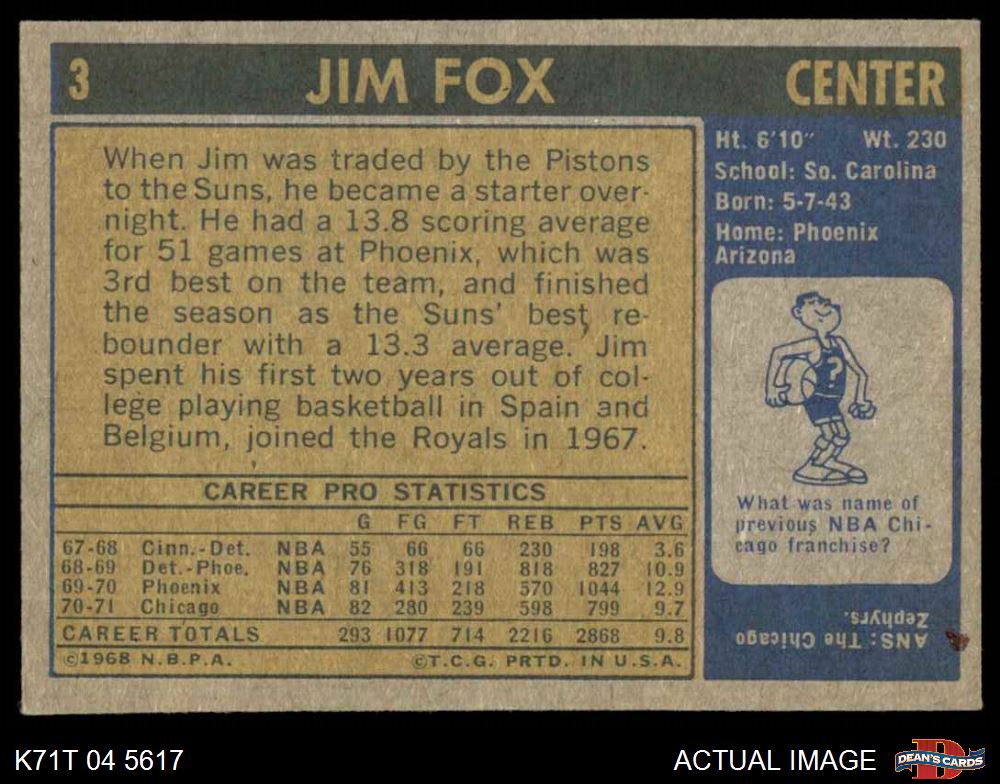 3 JIM FOX CENTER
When Jim was traded by the Pistons
to the Suns, he became a starter over-
night. He had a 13.8 scoring average
for 51 games at Phoenix, which was
3rd best on the team, and finished
the season as the Suns' best re-
bounder with a 13.3 average. Jim
spent his first two years out of col-
lege playing basketball in Spain and
Belgium, joined the Royals in 1967.
CAREER PRO STATISTICS
G FG FT REB PTS AVG
67-68 Cinn.-Det. NBA 55 66 66 230 198 3.6
68-69 Det.-Phoe. NBA 76 318 191 818 827 10.9
69-70 Phoenix NBA 81 413 218 570 1044 12.9
70-71 Chicago NBA 82 280 239 598 799 9.7
CAREER TOTALS 293 1077 714 2216 2868 9.8
©1968 N.B.P.A. ©T.C.G. PRTD. IN U.S.A.
Ht. 6'10" Wt. 230
School: So. Carolina
Born: 5-7-43
Home: Phoenix
Arizona
?
What was name of
previous NBA Chi-
cago franchise?
ANS: The Chicago
Zephyrs.
K71T 04 5617 ACTUAL IMAGE
D
DEAN'S CARDS